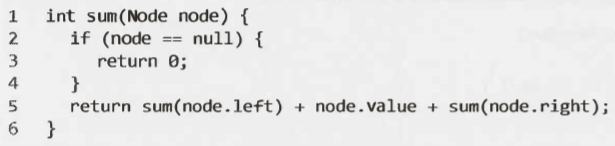 1 int sum(Node node) {
2 if (node == null) {
3 return 0;
4 }
5 return sum(node.left) + node.value + sum(node.right);
6 }